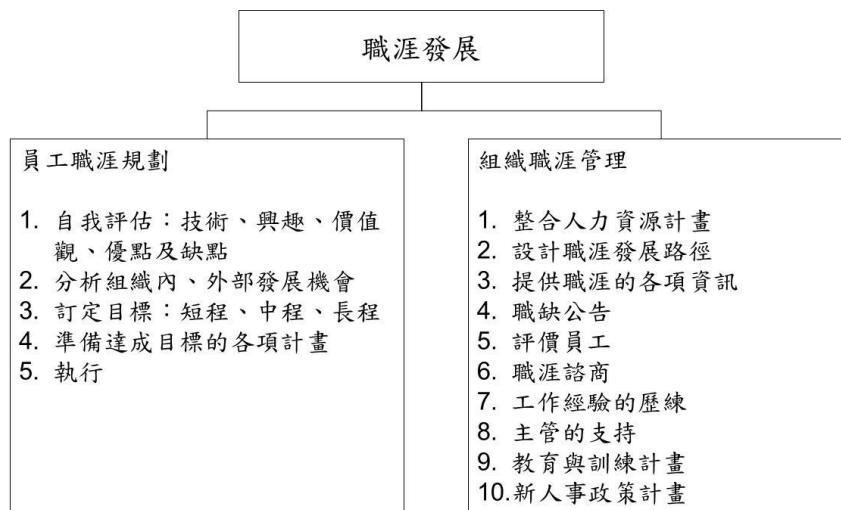 職涯發展
員工職涯規劃
1. 自我評估：技術、興趣、價值
觀、優點及缺點
2. 分析組織內、外部發展機會
3. 訂定目標：短程、中程、長程
4. 準備達成目標的各項計畫
5. 執行
組織職涯管理
1. 整合人力資源計畫
2. 設計職涯發展路徑
3. 提供職涯的各項資訊
4. 職缺公告
5. 評價員工
6. 職涯諮商
7. 工作經驗的歷練
8. 主管的支持
9. 教育與訓練計畫
10.新人事政策計畫